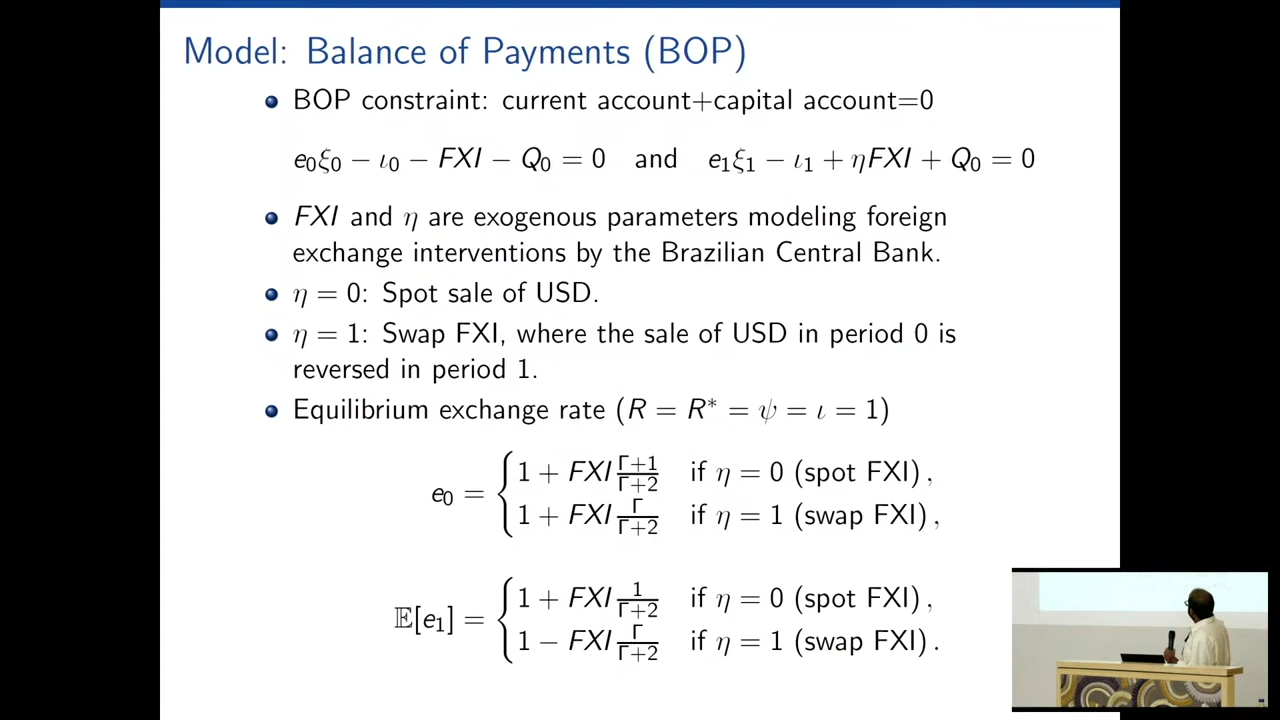 Model: Balance of Payments (BOP)
BOP constraint: current account+capital account=0
e₀ξ₀ − ι₀ − FXI − Q₀ = 0 and e₁ξ₁ − ι₁ + ηFXI + Q₀ = 0
FXI and η are exogenous parameters modeling foreign
exchange interventions by the Brazilian Central Bank.
η = 0: Spot sale of USD.
η = 1: Swap FXI, where the sale of USD in period 0 is
reversed in period 1.
Equilibrium exchange rate (R = R* = ψ = ι = 1)
e₀ = { 1 + FXI (Γ+1)/(Γ+2) if η = 0 (spot FXI),
1 + FXI Γ/(Γ+2) if η = 1 (swap FXI),
𝔼[e₁] = { 1 + FXI 1/(Γ+2) if η = 0 (spot FXI),
1 − FXI Γ/(Γ+2) if η = 1 (swap FXI).